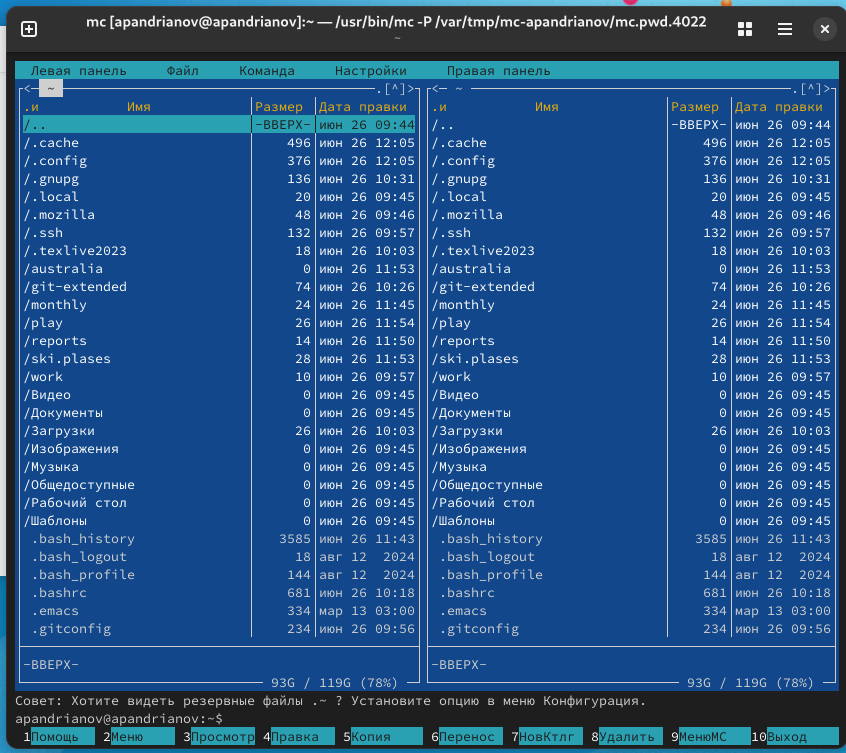 mc [apandrianov@apandrianov]:~ — /usr/bin/mc -P /var/tmp/mc-apandrianov/mc.pwd.4022
~
Левая панель Файл Команда Настройки Правая панель
<─ ~ .[^]> <─ ~ .[^]>
.и Имя Размер Дата правки .и Имя Размер Дата правки
/.. -ВВЕРХ- июн 26 09:44 /.. -ВВЕРХ- июн 26 09:44
/.cache 496 июн 26 12:05 /.cache 496 июн 26 12:05
/.config 376 июн 26 12:05 /.config 376 июн 26 12:05
/.gnupg 136 июн 26 10:31 /.gnupg 136 июн 26 10:31
/.local 20 июн 26 09:45 /.local 20 июн 26 09:45
/.mozilla 48 июн 26 09:46 /.mozilla 48 июн 26 09:46
/.ssh 132 июн 26 09:57 /.ssh 132 июн 26 09:57
/.texlive2023 18 июн 26 10:03 /.texlive2023 18 июн 26 10:03
/australia 0 июн 26 11:53 /australia 0 июн 26 11:53
/git-extended 74 июн 26 10:26 /git-extended 74 июн 26 10:26
/monthly 24 июн 26 11:45 /monthly 24 июн 26 11:45
/play 26 июн 26 11:54 /play 26 июн 26 11:54
/reports 14 июн 26 11:50 /reports 14 июн 26 11:50
/ski.plases 28 июн 26 11:53 /ski.plases 28 июн 26 11:53
/work 10 июн 26 09:57 /work 10 июн 26 09:57
/Видео 0 июн 26 09:45 /Видео 0 июн 26 09:45
/Документы 0 июн 26 09:45 /Документы 0 июн 26 09:45
/Загрузки 26 июн 26 10:03 /Загрузки 26 июн 26 10:03
/Изображения 0 июн 26 09:45 /Изображения 0 июн 26 09:45
/Музыка 0 июн 26 09:45 /Музыка 0 июн 26 09:45
/Общедоступные 0 июн 26 09:45 /Общедоступные 0 июн 26 09:45
/Рабочий стол 0 июн 26 09:45 /Рабочий стол 0 июн 26 09:45
/Шаблоны 0 июн 26 09:45 /Шаблоны 0 июн 26 09:45
.bash_history 3585 июн 26 11:43 .bash_history 3585 июн 26 11:43
.bash_logout 18 авг 12 2024 .bash_logout 18 авг 12 2024
.bash_profile 144 авг 12 2024 .bash_profile 144 авг 12 2024
.bashrc 681 июн 26 10:18 .bashrc 681 июн 26 10:18
.emacs 334 мар 13 03:00 .emacs 334 мар 13 03:00
.gitconfig 234 июн 26 09:56 .gitconfig 234 июн 26 09:56
-ВВЕРХ- -ВВЕРХ-
93G / 119G (78%) 93G / 119G (78%)
Совет: Хотите видеть резервные файлы .~ ? Установите опцию в меню Конфигурация.
apandrianov@apandrianov:~$
1Помощь 2Меню 3Просмотр 4Правка 5Копия 6Перенос 7НовКтлг 8Удалить 9МенюMC 10Выход